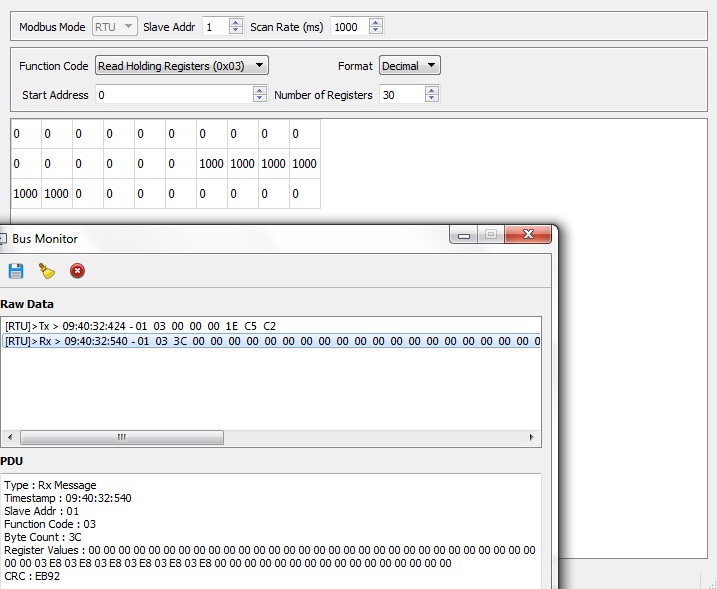 Modbus Mode RTU Slave Addr 1 Scan Rate (ms) 1000
Function Code Read Holding Registers (0x03) Format Decimal
Start Address 0 Number of Registers 30
0 0 0 0 0 0 0 0 0 0
0 0 0 0 0 0 1000 1000 1000 1000
1000 1000 0 0 0 0 0 0 0 0
Bus Monitor
Raw Data
[RTU]>Tx > 09:40:32:424 - 01 03 00 00 00 1E C5 C2
[RTU]>Rx > 09:40:32:540 - 01 03 3C 00 00 00 00 00 00 00 00 00 00 00 00 00 00 00 00 00 00 00 0
PDU
Type : Rx Message
Timestamp : 09:40:32:540
Slave Addr : 01
Function Code : 03
Byte Count : 3C
Register Values : 00 00 00 00 00 00 00 00 00 00 00 00 00 00 00 00 00 00 00 00 00 00 00 00 00 00 00 00 00 00
00 00 03 E8 03 E8 03 E8 03 E8 03 E8 03 E8 00 00 00 00 00 00 00 00 00 00 00 00 00 00 00 00
CRC : EB92